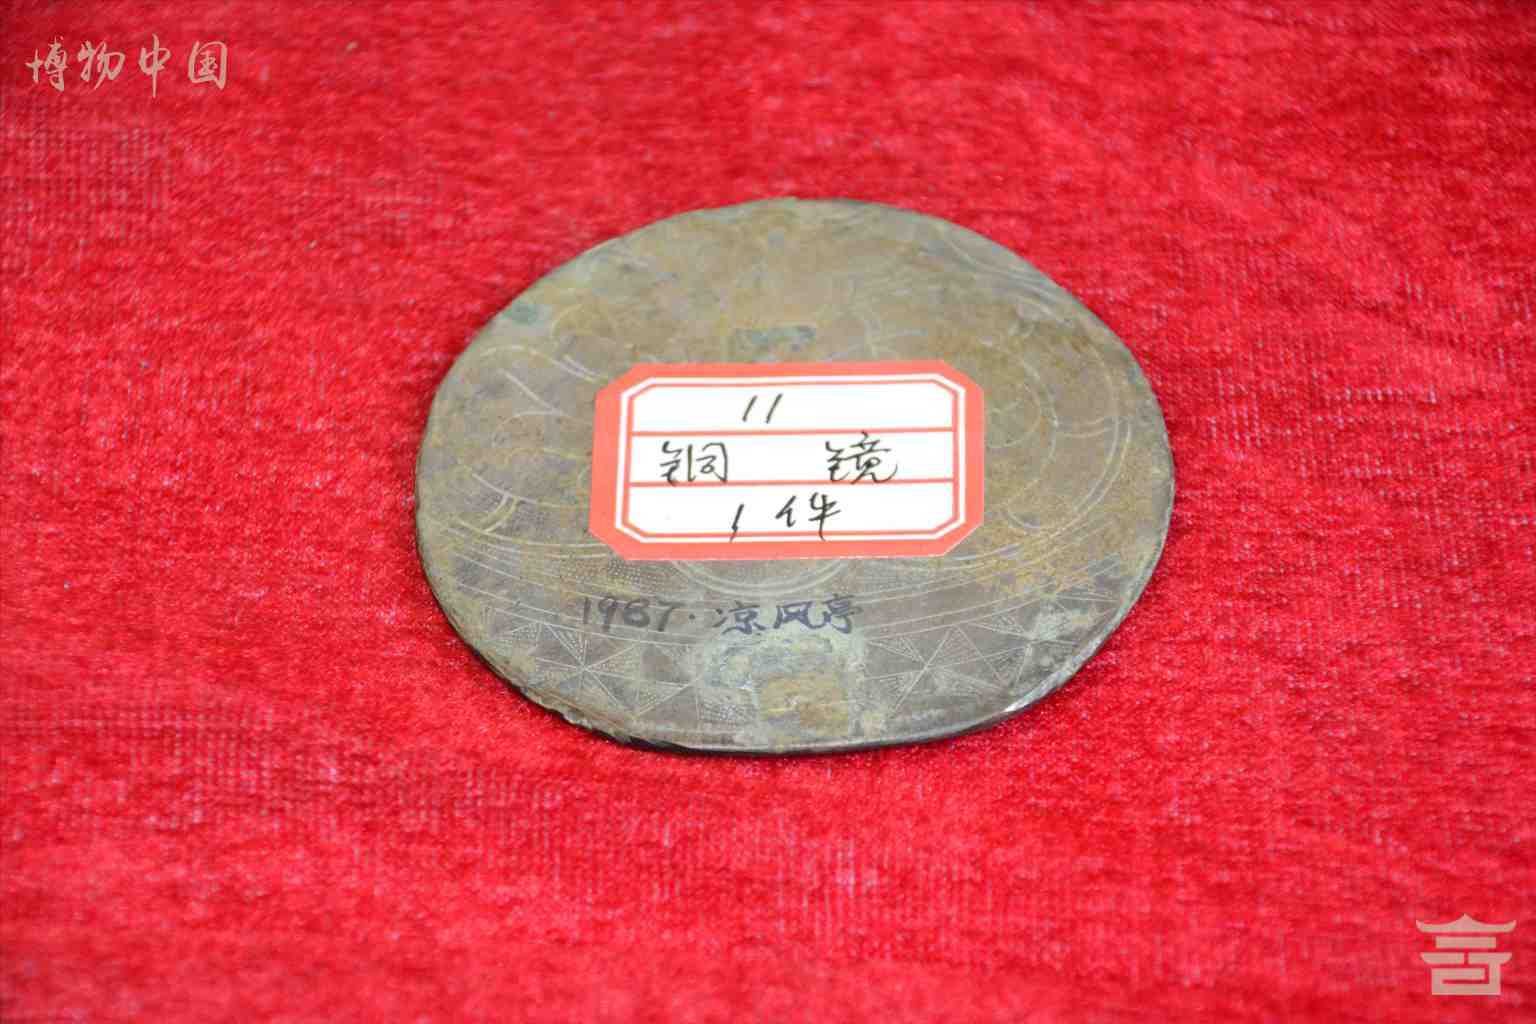 博物中国
11
铜 镜
1件
1987·凉风亭